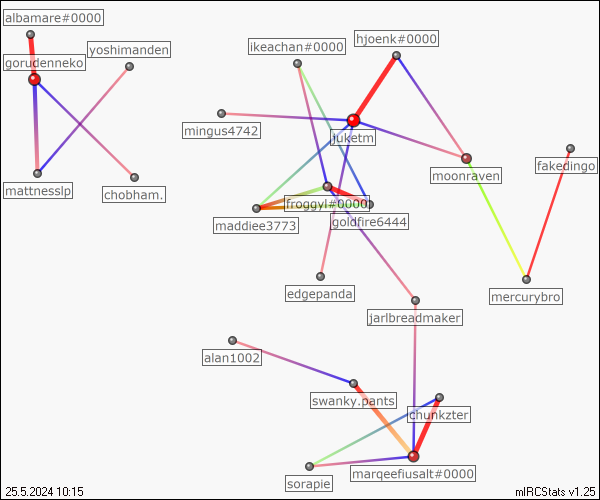 albamare#0000
hjoenk#0000
ikeachan#0000
yoshimanden
gorudenneko
mingus4742
juketm
fakedingo
moonraven
mattnesslp
chobham.
froggyl#0000
goldfire6444
maddiee3773
edgepanda
mercurybro
jarlbreadmaker
alan1002
swanky.pants
chunkzter
marqeefiusalt#0000
sorapie
25.5.2024 10:15
mIRCStats v1.25